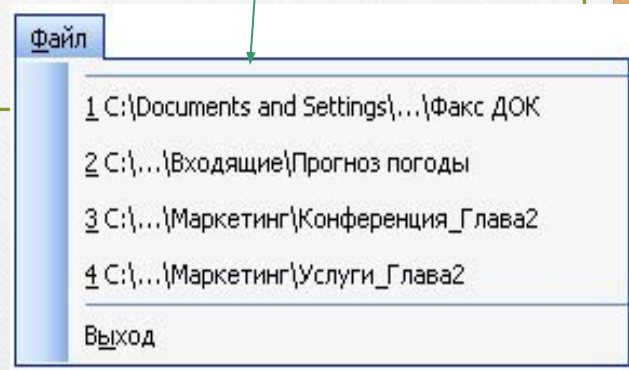 Файл
1 C:\Documents and Settings\...\Факс ДОК
2 C:\...\Входящие\Прогноз погоды
3 C:\...\Маркетинг\Конференция_Глава2
4 C:\...\Маркетинг\Услуги_Глава2
Выход